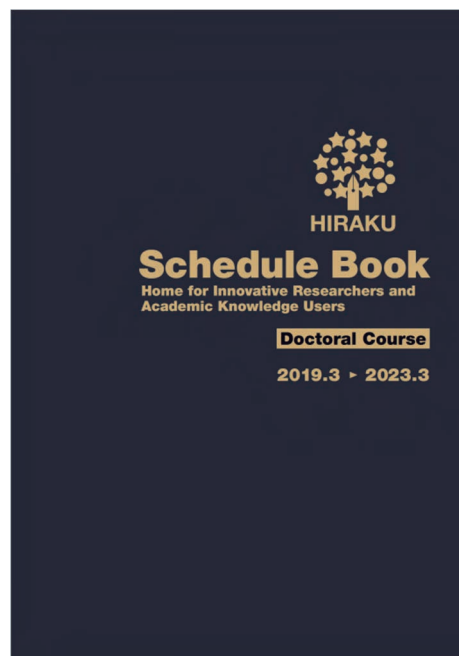 HIRAKU
Schedule Book
Home for Innovative Researchers and
Academic Knowledge Users
Doctoral Course
2019.3 ► 2023.3